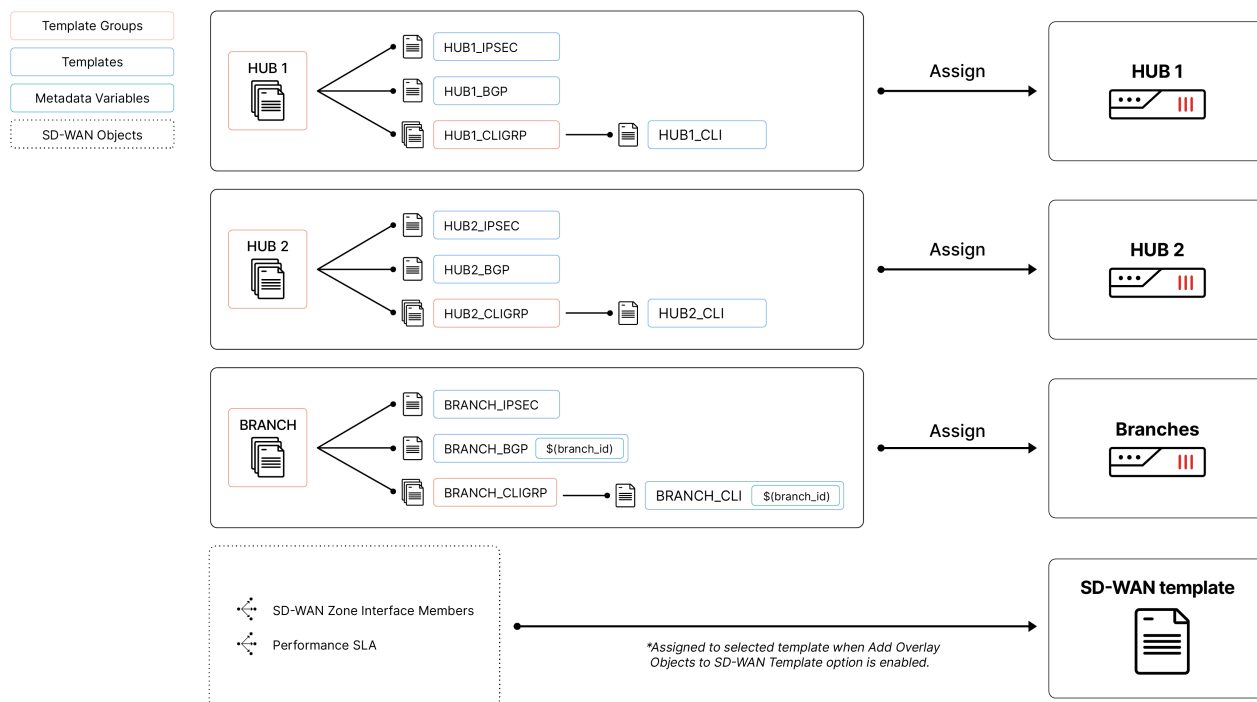 Template Groups
Templates
Metadata Variables
SD-WAN Objects
HUB 1
HUB1_IPSEC
HUB1_BGP
HUB1_CLIGRP
HUB1_CLI
Assign
HUB 1
HUB 2
HUB2_IPSEC
HUB2_BGP
HUB2_CLIGRP
HUB2_CLI
Assign
HUB 2
BRANCH
BRANCH_IPSEC
BRANCH_BGP $(branch_id)
BRANCH_CLIGRP
BRANCH_CLI $(branch_id)
Assign
Branches
SD-WAN Zone Interface Members
Performance SLA
*Assigned to selected template when Add Overlay
Objects to SD-WAN Template option is enabled.
SD-WAN template